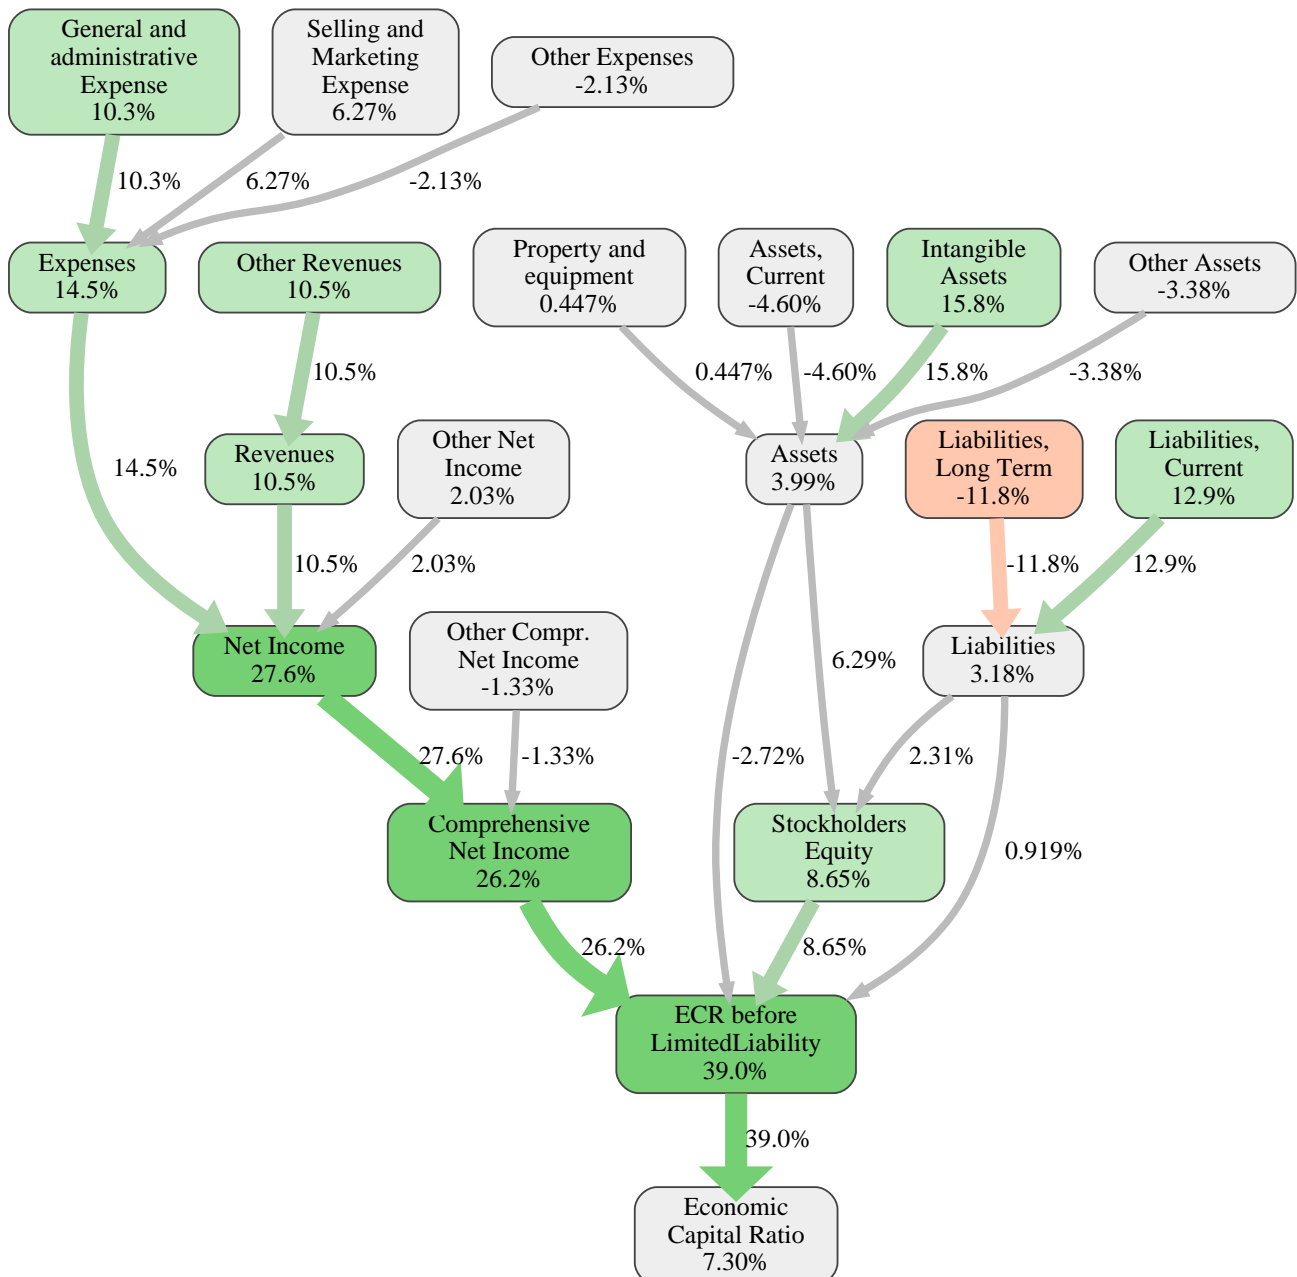 General and
administrative
Expense
10.3%
Selling and
Marketing
Expense
6.27%
Other Expenses
-2.13%
10.3%
6.27%
-2.13%
Expenses
14.5%
Other Revenues
10.5%
Property and
equipment
0.447%
Assets,
Current
-4.60%
Intangible
Assets
15.8%
Other Assets
-3.38%
10.5%
0.447%
-4.60%
15.8%
-3.38%
14.5%
Revenues
10.5%
Other Net
Income
2.03%
Assets
3.99%
Liabilities,
Long Term
-11.8%
Liabilities,
Current
12.9%
10.5%
2.03%
-11.8%
12.9%
Net Income
27.6%
Other Compr.
Net Income
-1.33%
6.29%
Liabilities
3.18%
27.6%
-1.33%
-2.72%
2.31%
Comprehensive
Net Income
26.2%
Stockholders
Equity
8.65%
0.919%
26.2%
8.65%
ECR before
LimitedLiability
39.0%
39.0%
Economic
Capital Ratio
7.30%